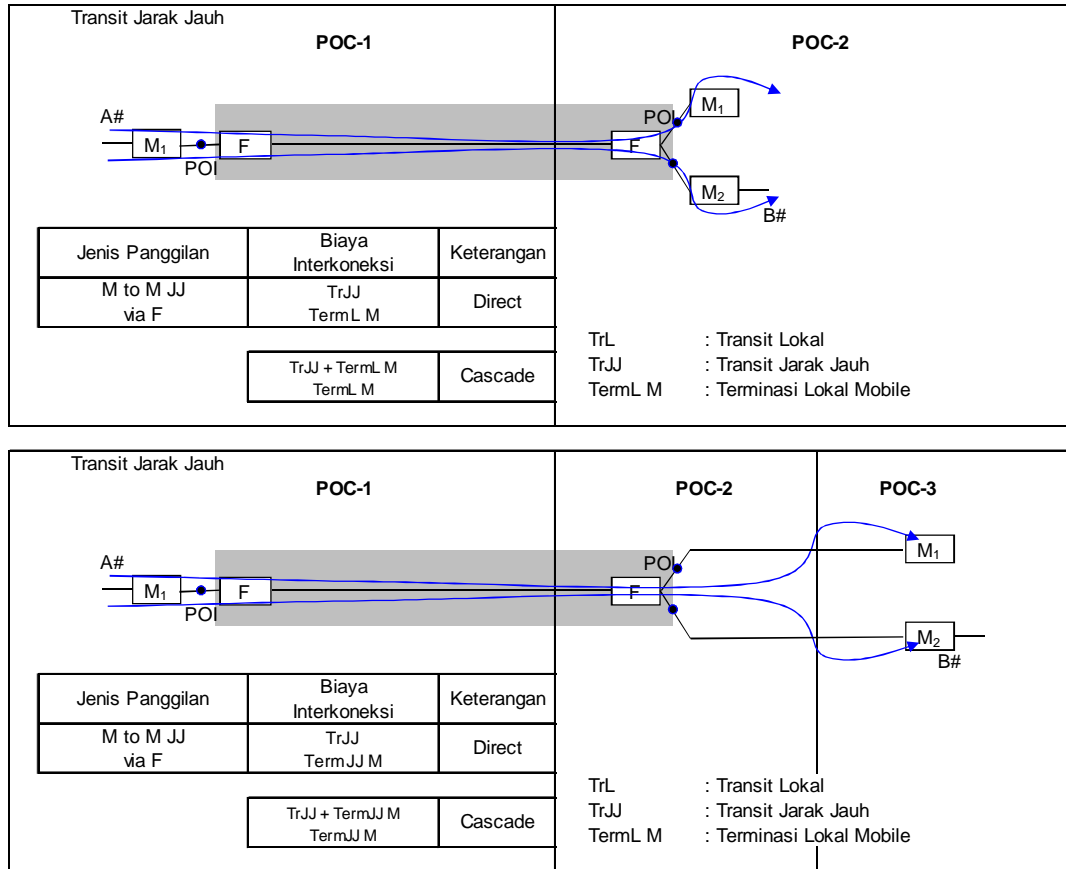 Transit Jarak Jauh
POC-1
POC-2
A#
M1
POI
F
F
POI
M1
M2
B#
Jenis Panggilan
Biaya
Interkoneksi
Keterangan
M to M JJ
via F
TrJJ
TermL M
Direct
TrJJ + TermL M
TermL M
Cascade
TrL : Transit Lokal
TrJJ : Transit Jarak Jauh
TermL M : Terminasi Lokal Mobile
Transit Jarak Jauh
POC-1
POC-2
POC-3
A#
M1
POI
F
F
POI
M1
M2
B#
Jenis Panggilan
Biaya
Interkoneksi
Keterangan
M to M JJ
via F
TrJJ
TermJJ M
Direct
TrJJ + TermJJ M
TermJJ M
Cascade
TrL : Transit Lokal
TrJJ : Transit Jarak Jauh
TermL M : Terminasi Lokal Mobile